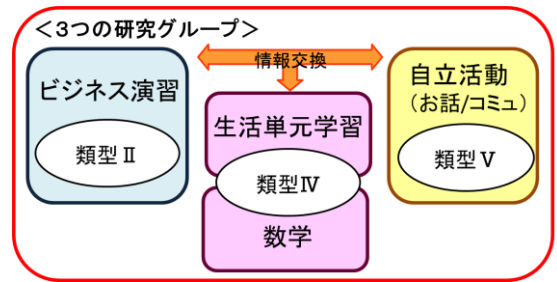 ＜3つの研究グループ＞
情報交換
ビジネス演習
類型Ⅱ
生活単元学習
類型Ⅳ
数学
自立活動
（お話/コミュ）
類型Ⅴ